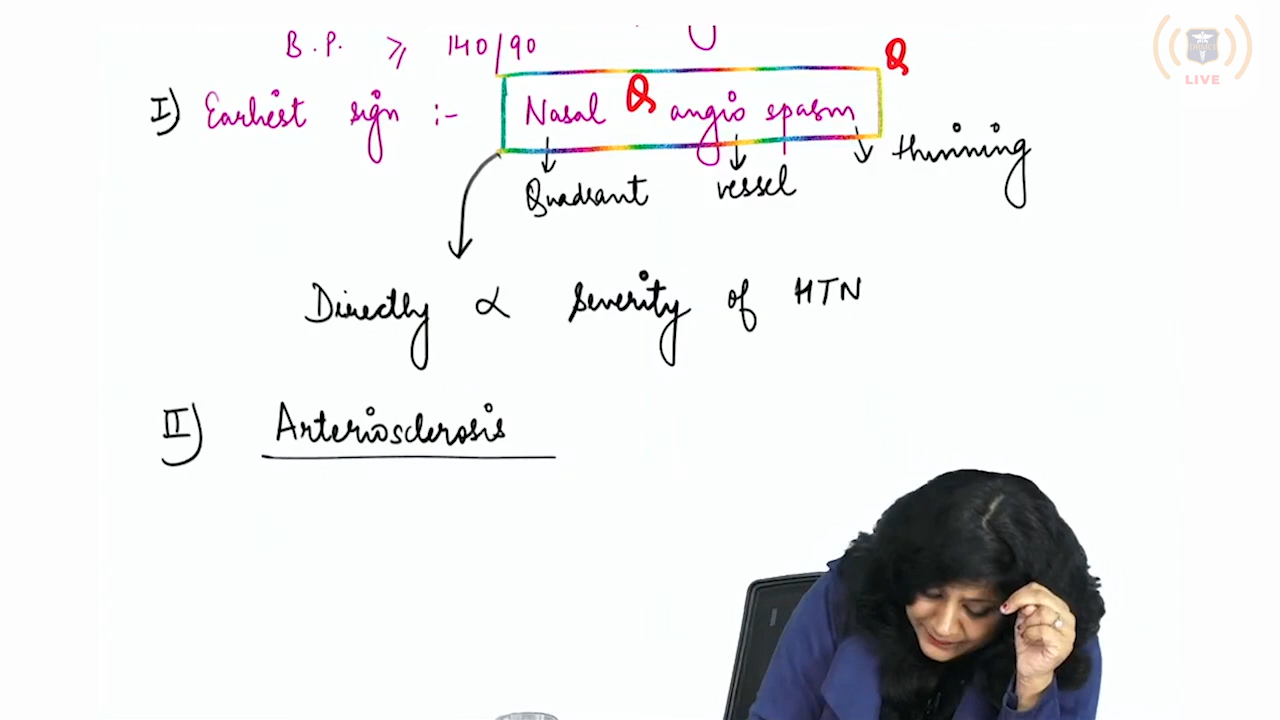 B.P. ⩾ 140/90
Q
I) Earliest sign :- Nasal Q angio spasm
thinning
Quadrant vessel
Directly ∝ Severity of HTN
II) Arteriosclerosis
LIVE